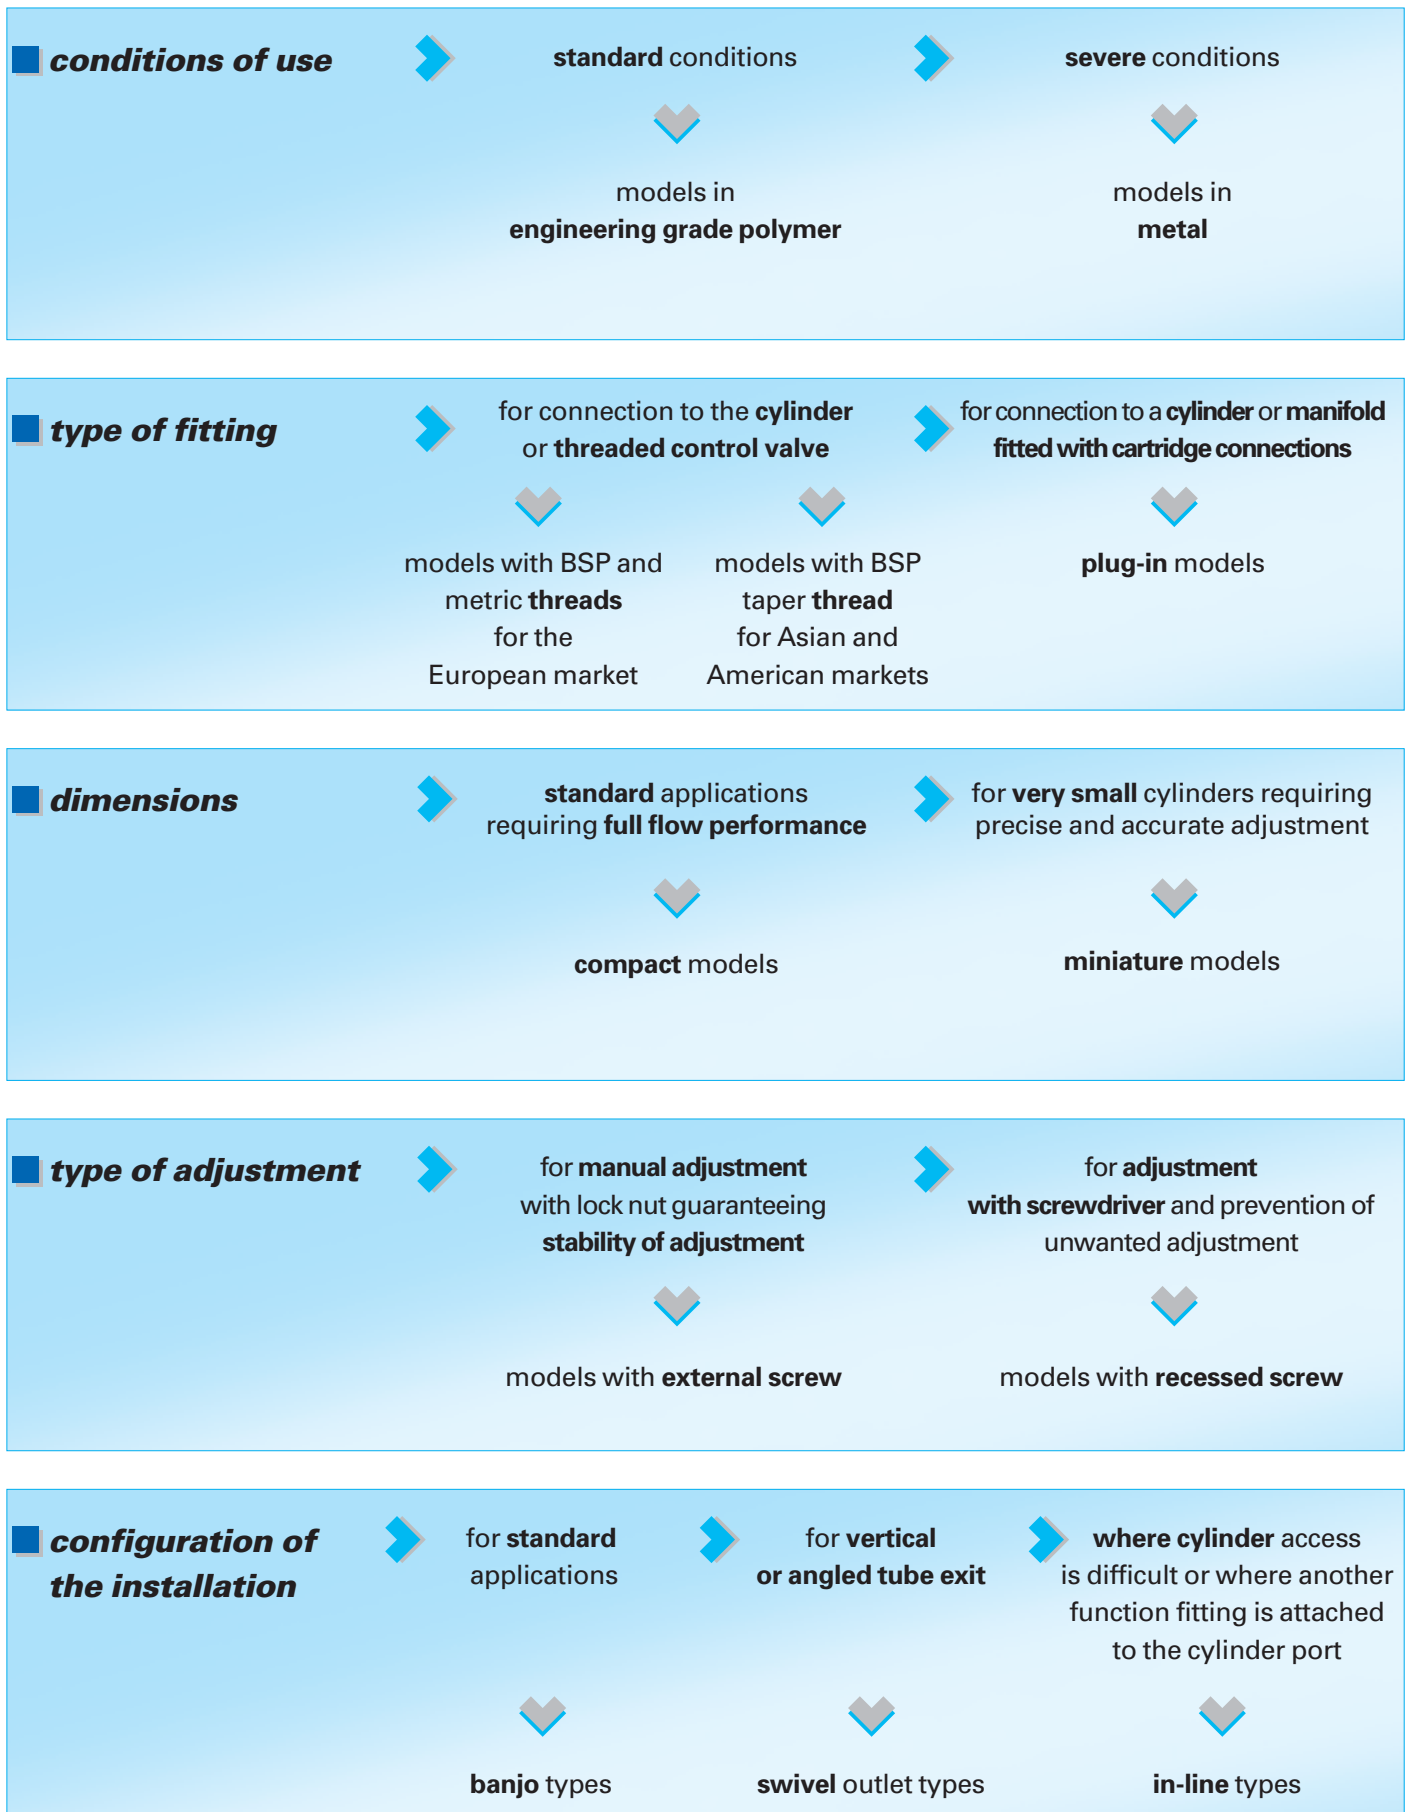 conditions of use
standard conditions
severe conditions
models in
engineering grade polymer
models in
metal
type of fitting
for connection to the cylinder
or threaded control valve
for connection to a cylinder or manifold
fitted with cartridge connections
models with BSP and
metric threads
for the
European market
models with BSP
taper thread
for Asian and
American markets
plug-in models
dimensions
standard applications
requiring full flow performance
for very small cylinders requiring
precise and accurate adjustment
compact models
miniature models
type of adjustment
for manual adjustment
with lock nut guaranteeing
stability of adjustment
for adjustment
with screwdriver and prevention of
unwanted adjustment
models with external screw
models with recessed screw
configuration of
the installation
for standard
applications
for vertical
or angled tube exit
where cylinder access
is difficult or where another
function fitting is attached
to the cylinder port
banjo types
swivel outlet types
in-line types